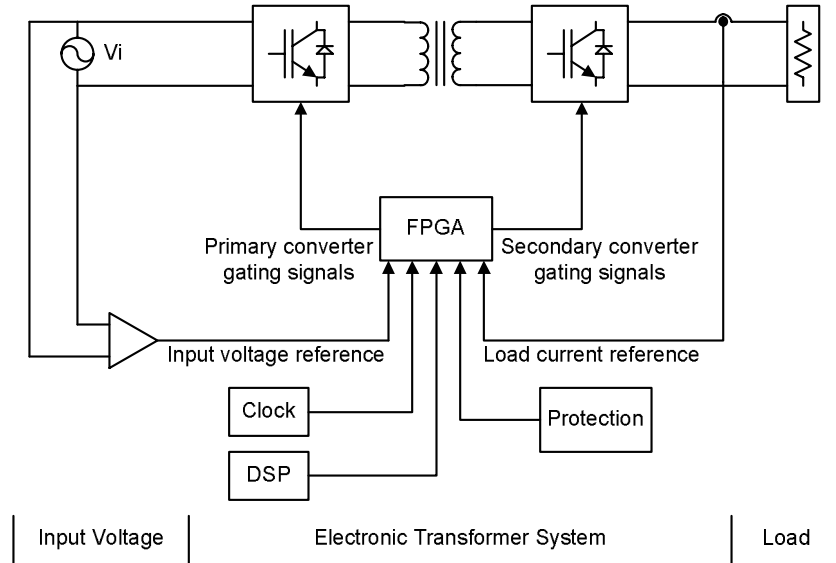 Vi
FPGA
Primary converter
gating signals
Secondary converter
gating signals
Input voltage reference
Load current reference
Clock
Protection
DSP
Input Voltage
Electronic Transformer System
Load